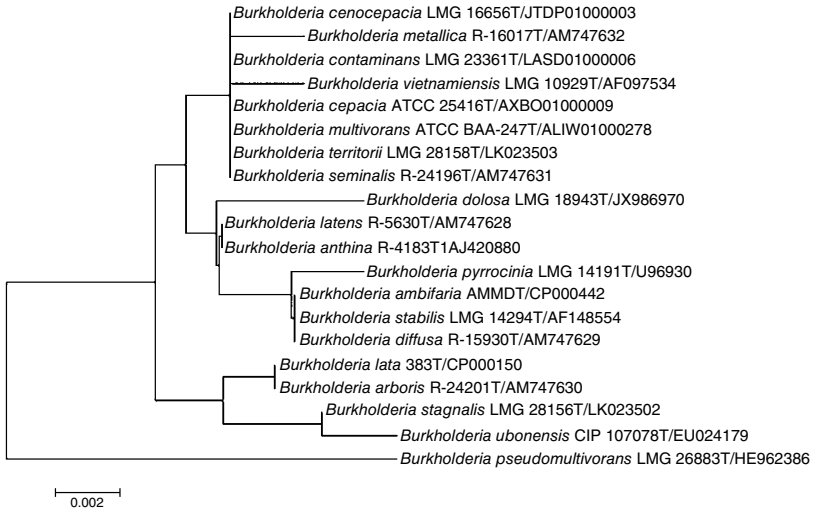 Burkholderia cenocepacia LMG 16656T/JTDP01000003
Burkholderia metallica R-16017T/AM747632
Burkholderia contaminans LMG 23361T/LASD01000006
Burkholderia vietnamiensis LMG 10929T/AF097534
Burkholderia cepacia ATCC 25416T/AXBO01000009
Burkholderia multivorans ATCC BAA-247T/ALIW01000278
Burkholderia territorii LMG 28158T/LK023503
Burkholderia seminalis R-24196T/AM747631
Burkholderia dolosa LMG 18943T/JX986970
Burkholderia latens R-5630T/AM747628
Burkholderia anthina R-4183T1AJ420880
Burkholderia pyrrocinia LMG 14191T/U96930
Burkholderia ambifaria AMMDT/CP000442
Burkholderia stabilis LMG 14294T/AF148554
Burkholderia diffusa R-15930T/AM747629
Burkholderia lata 383T/CP000150
Burkholderia arboris R-24201T/AM747630
Burkholderia stagnalis LMG 28156T/LK023502
Burkholderia ubonensis CIP 107078T/EU024179
Burkholderia pseudomultivorans LMG 26883T/HE962386
0.002